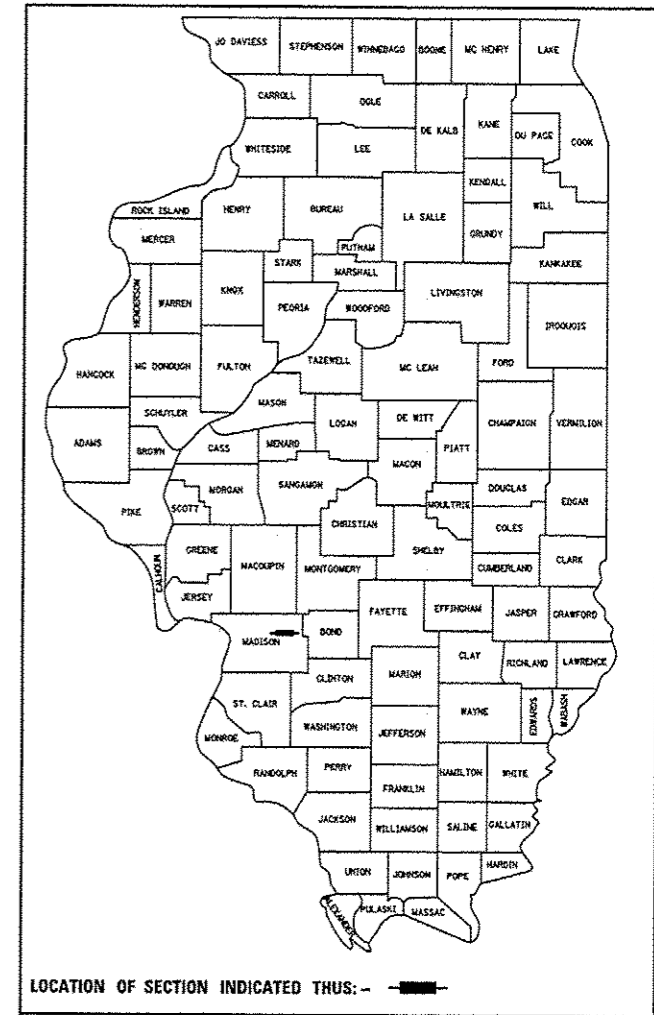 JO DAVIESS STEPHENSON WINNEBAGO BOONE MC HENRY LAKE
CARROLL OGLE DE KALB KANE DU PAGE COOK
WHITESIDE LEE
KENDALL WILL
ROCK ISLAND HENRY BUREAU LA SALLE GRUNDY
MERCER PUTNAM KANKAKEE
STARK MARSHALL
HENDERSON WARREN KNOX PEORIA WOODFORD LIVINGSTON IROQUOIS
HANCOCK MC DONOUGH FULTON TAZEWELL MC LEAN FORD
MASON
SCHUYLER LOGAN DE WITT CHAMPAIGN VERMILION
ADAMS BROWN CASS MENARD PIATT
MACON
MORGAN SANGAMON DOUGLAS EDGAR
PIKE SCOTT CHRISTIAN MOULTRIE COLES
GREENE SHELBY
CALHOUN MACOUPIN MONTGOMERY CUMBERLAND CLARK
JERSEY FAYETTE EFFINGHAM JASPER CRAWFORD
MADISON BOND
CLAY RICHLAND LAWRENCE
CLINTON MARION
ST. CLAIR WAYNE EDWARDS WABASH
MONROE WASHINGTON JEFFERSON
RANDOLPH PERRY HAMILTON WHITE
FRANKLIN
JACKSON WILLIAMSON SALINE GALLATIN
UNION JOHNSON POPE HARDIN
ALEXANDER PULASKI MASSAC
LOCATION OF SECTION INDICATED THUS: -